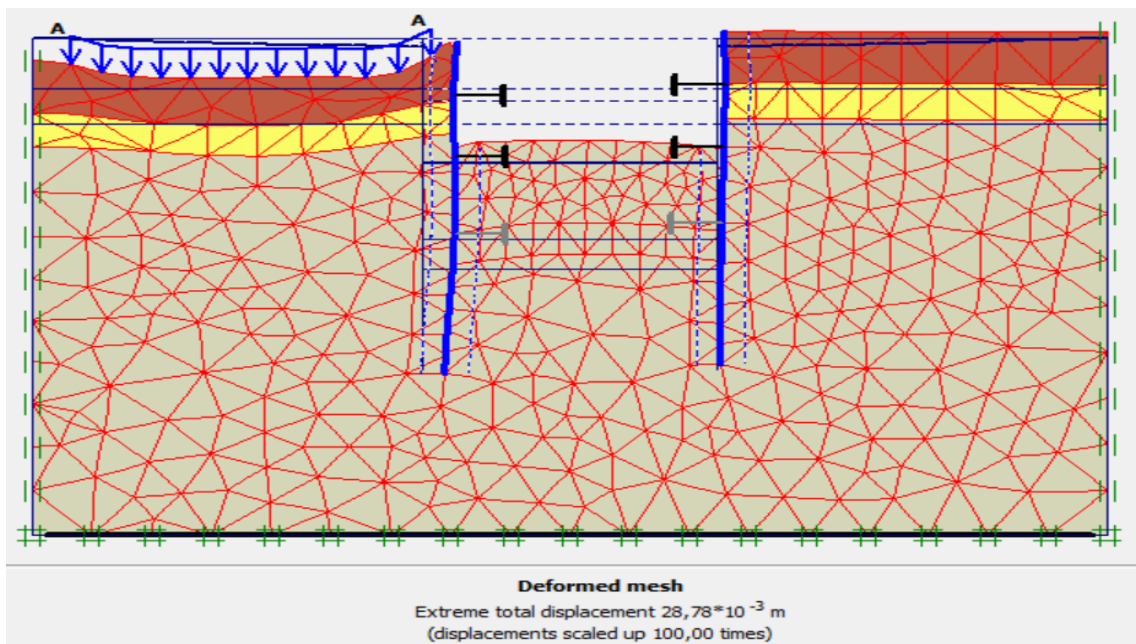 A
A
Deformed mesh
Extreme total displacement 28,78*10 -3 m
(displacements scaled up 100,00 times)